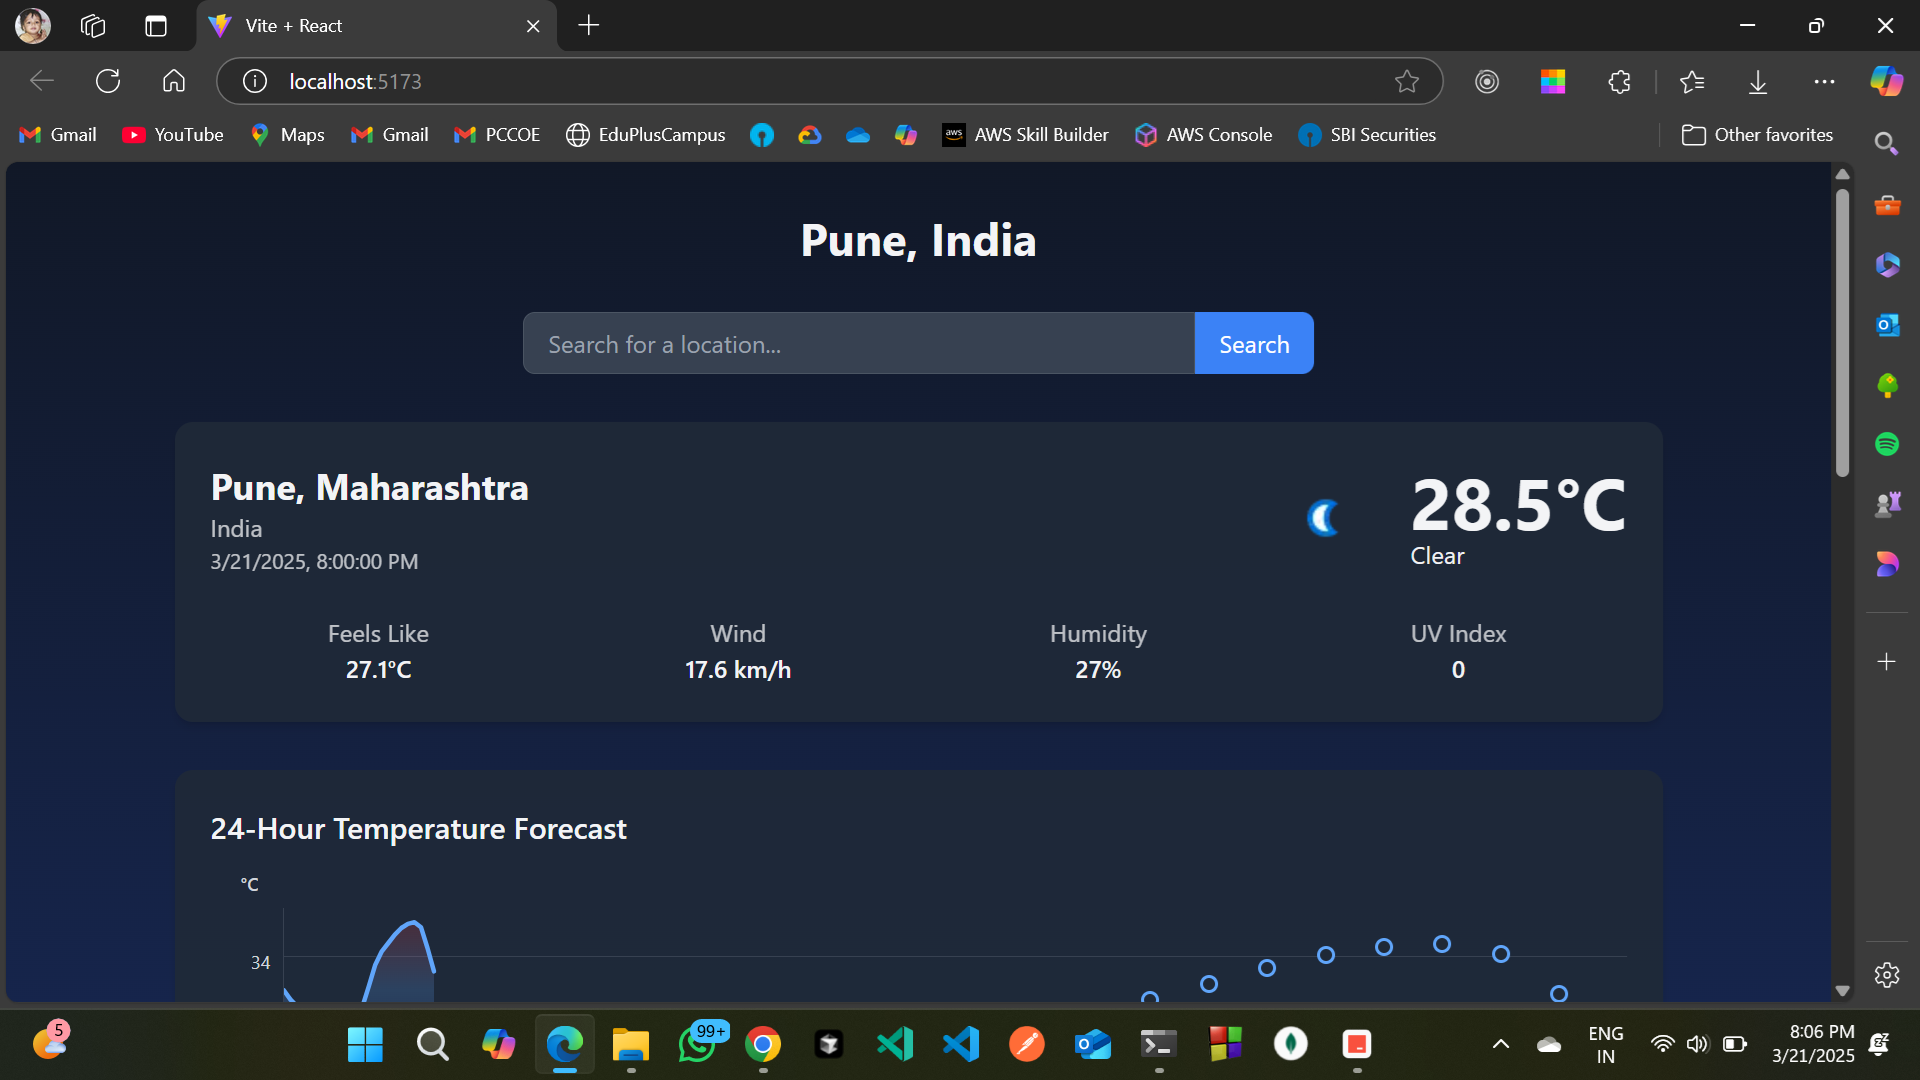 Vite + React
localhost:5173
Gmail
YouTube
Maps
Gmail
PCCOE
EduPlusCampus
aws
AWS Skill Builder
AWS Console
SBI Securities
Other favorites
Pune, India
Search for a location...
Search
Pune, Maharashtra
India
3/21/2025, 8:00:00 PM
28.5°C
Clear
Feels Like
27.1°C
Wind
17.6 km/h
Humidity
27%
UV Index
0
24-Hour Temperature Forecast
°C
34
5
99+
ENG
IN
8:06 PM
3/21/2025